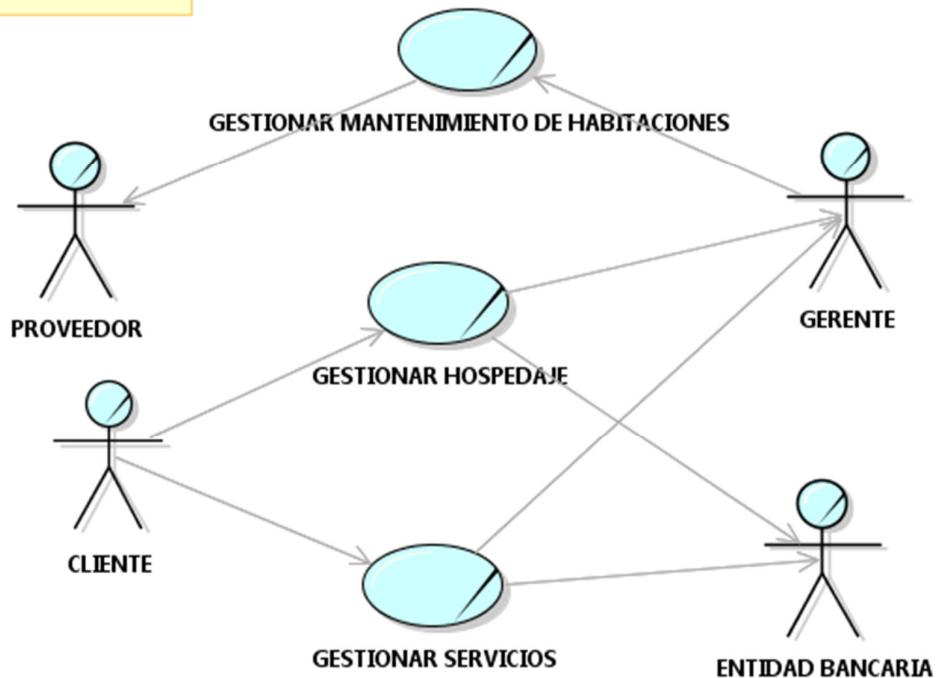 GESTIONAR MANTENIMIENTO DE HABITACIONES
PROVEEDOR
GERENTE
GESTIONAR HOSPEDAJE
CLIENTE
GESTIONAR SERVICIOS
ENTIDAD BANCARIA